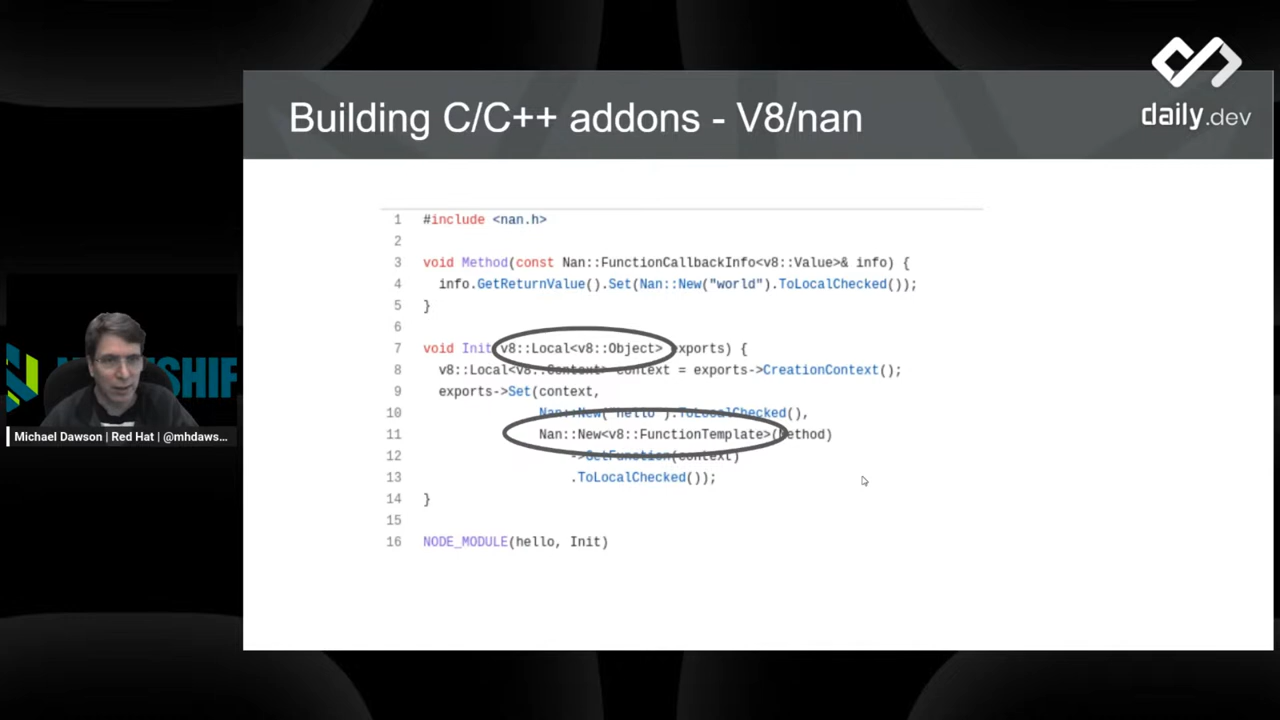 daily.dev
Building C/C++ addons - V8/nan
1 #include <nan.h>
2
3 void Method(const Nan::FunctionCallbackInfo<v8::Value>& info) {
4   info.GetReturnValue().Set(Nan::New("world").ToLocalChecked());
5 }
6
7 void Init(v8::Local<v8::Object> exports) {
8   v8::Local<v8::Context> context = exports->CreationContext();
9   exports->Set(context,
10                Nan::New("hello").ToLocalChecked(),
11                Nan::New<v8::FunctionTemplate>(Method)
12                    ->GetFunction(context)
13                    .ToLocalChecked());
14 }
15
16 NODE_MODULE(hello, Init)
Michael Dawson | Red Hat | @mhdaws...